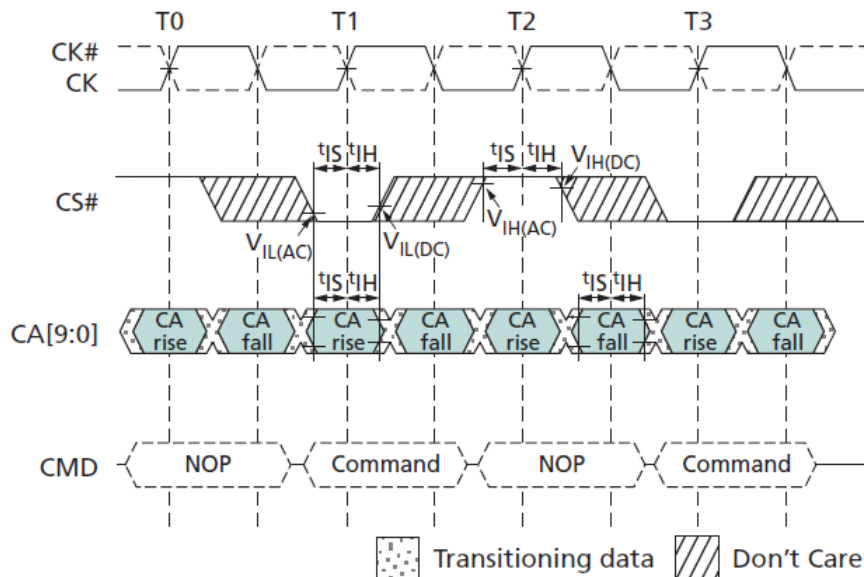 T0 T1 T2 T3
CK#
CK
tIS tIH tIS tIH VIH(DC)
CS#
VIL(AC) VIL(DC) VIH(AC)
tIS tIH tIS tIH
CA[9:0] CA rise CA fall CA rise CA fall CA rise CA fall CA rise CA fall
CMD NOP Command NOP Command
Transitioning data Don't Care